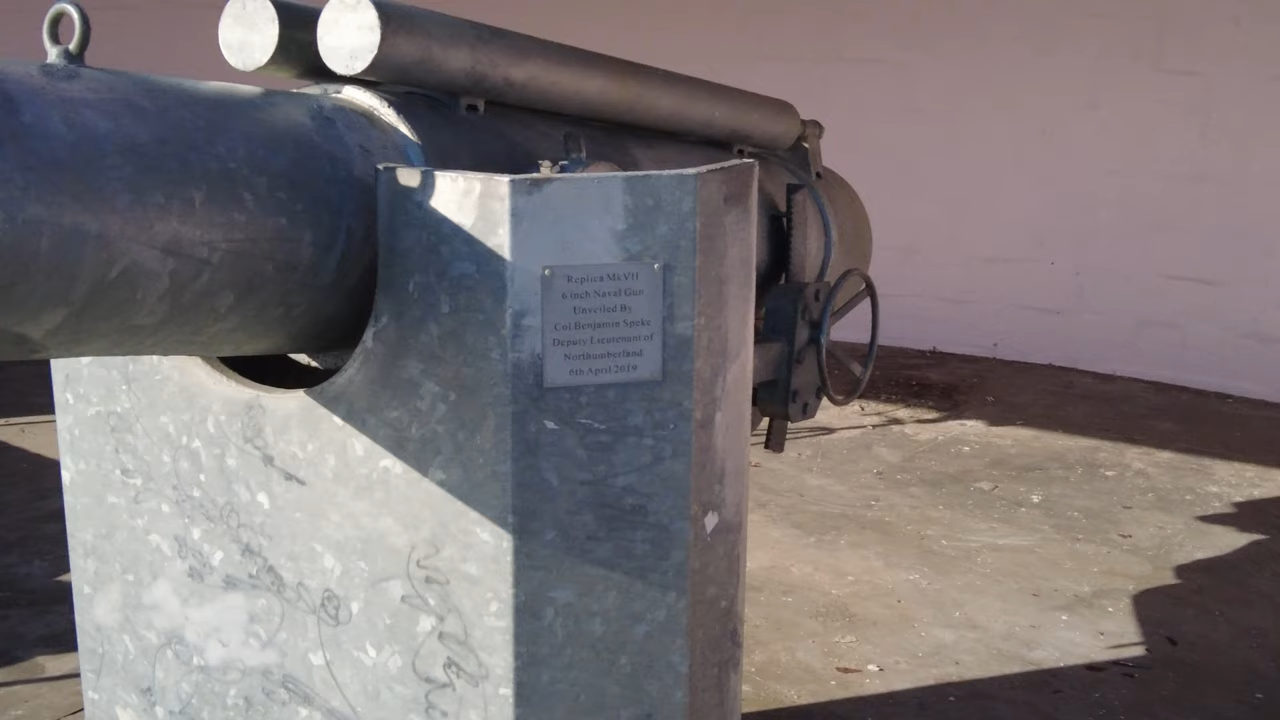 Replica MkVII
6 inch Naval Gun
Unveiled By
Col Benjamin Speke
Deputy Lieutenant of
Northumberland
6th April 2019